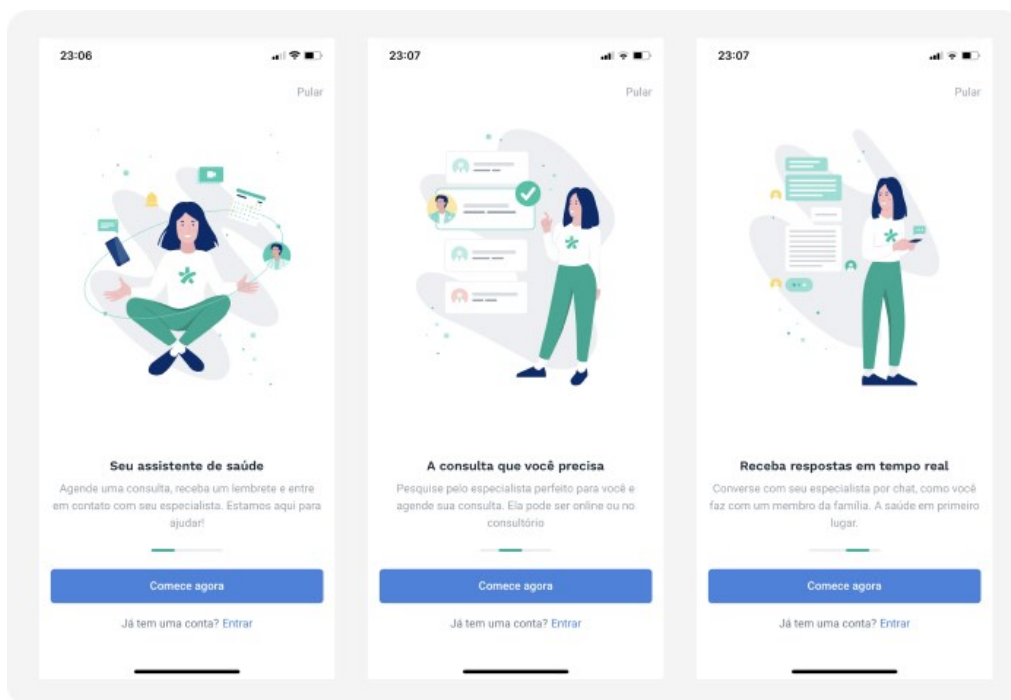 23:06
Pular
Seu assistente de saúde
Agende uma consulta, receba um lembrete e entre
em contato com seu especialista. Estamos aqui para
ajudar!
Comece agora
Já tem uma conta? Entrar
23:07
Pular
A consulta que você precisa
Pesquise pelo especialista perfeito para você e
agende sua consulta. Ela pode ser online ou no
consultório
Comece agora
Já tem uma conta? Entrar
23:07
Pular
Receba respostas em tempo real
Converse com seu especialista por chat, como você
faz com um membro da família. A saúde em primeiro
lugar.
Comece agora
Já tem uma conta? Entrar